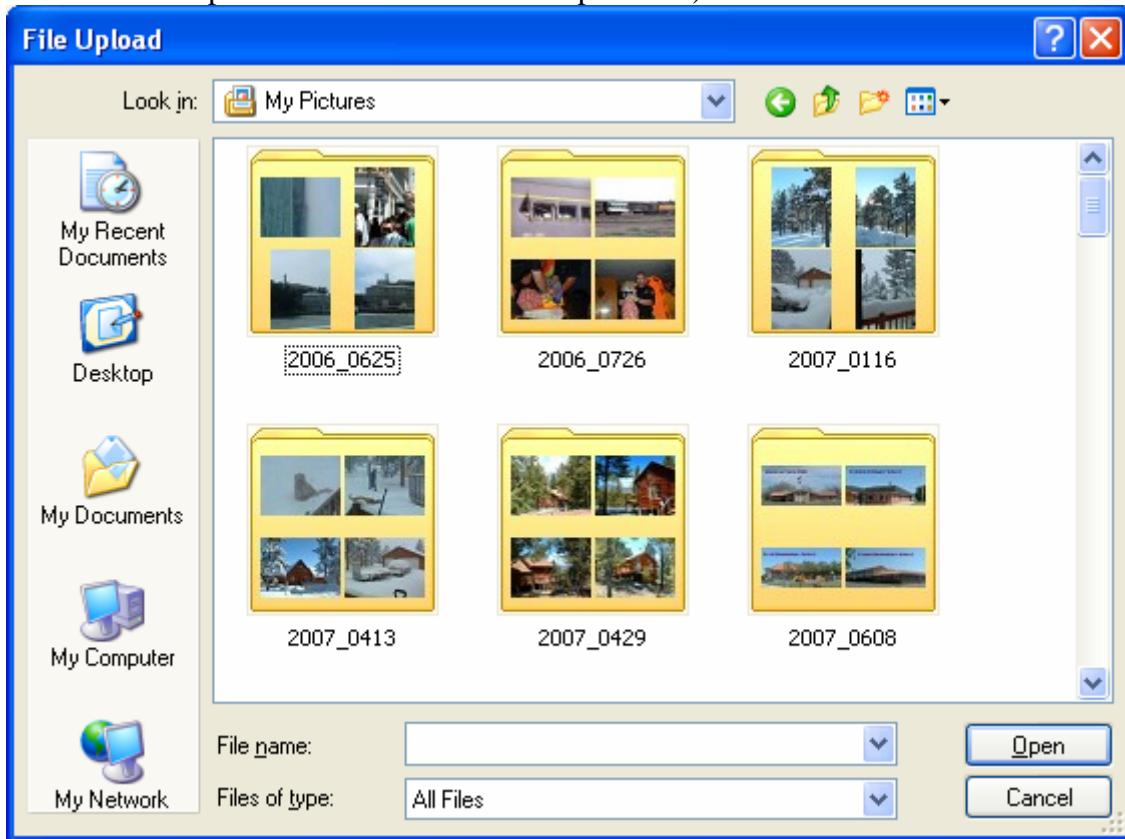 File Upload
Look in:
My Pictures
My Recent
Documents
Desktop
My Documents
My Computer
My Network
2006_0625
2006_0726
2007_0116
2007_0413
2007_0429
2007_0608
File name:
Open
Files of type:
All Files
Cancel